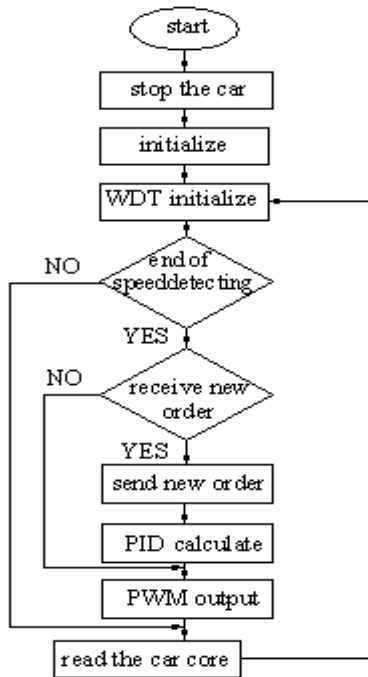 start
stop the car
initialize
WDT initialize
end of
speeddetecting
NO
YES
receive new
order
NO
YES
send new order
PID calculate
PWM output
read the car core